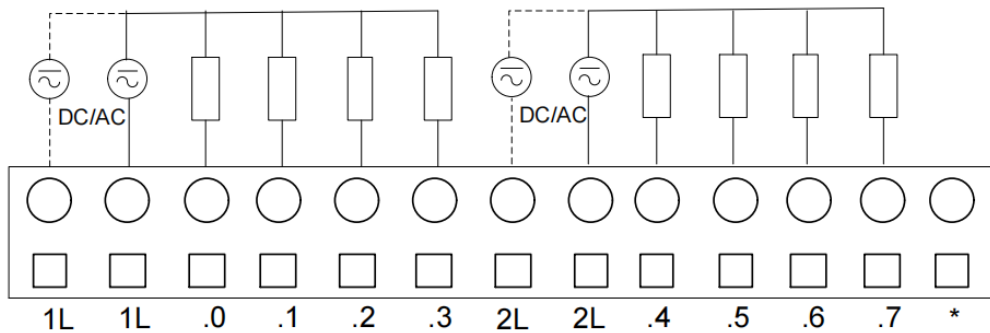 DC/AC DC/AC
1L 1L .0 .1 .2 .3 2L 2L .4 .5 .6 .7 *